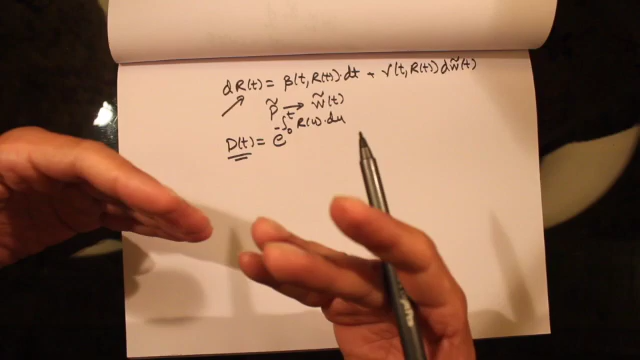 dR(t) = β(t, R(t))·dt + γ(t, R(t)) dW̃(t)
P̃ → W̃(t)
D(t) = e^{-∫₀ᵗ R(u)·du}